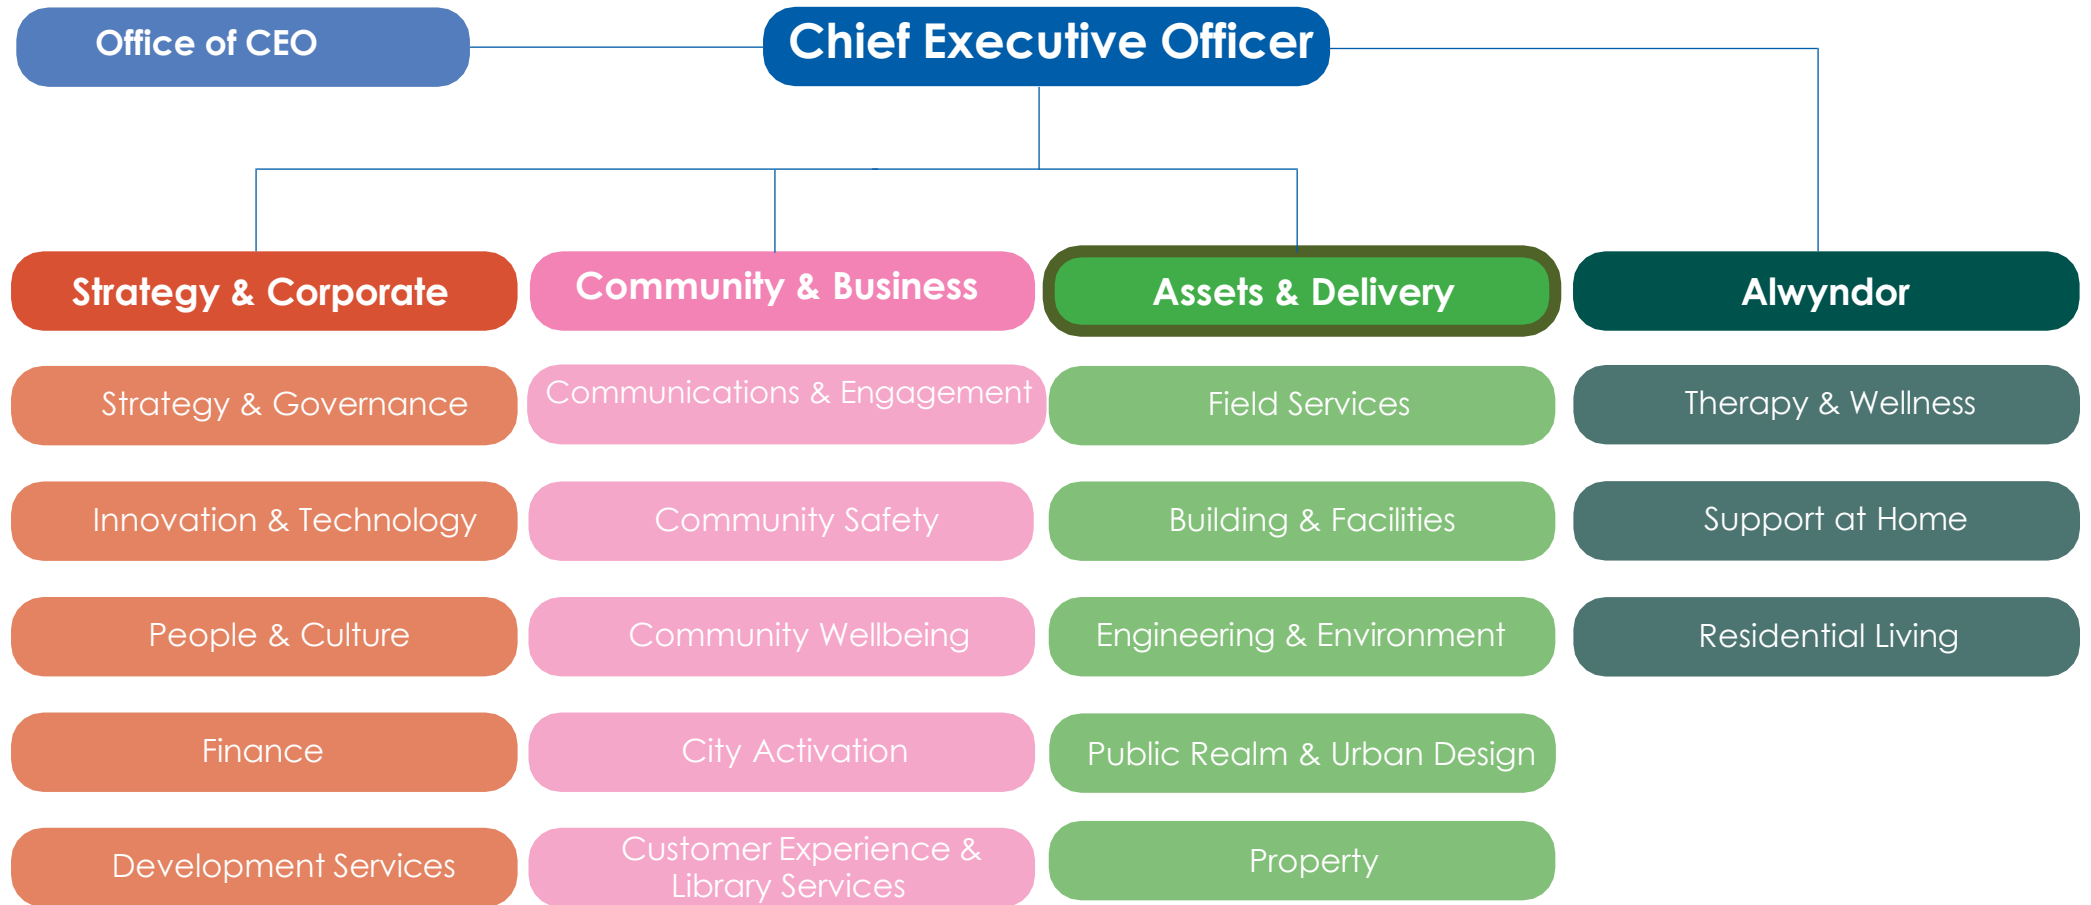 Office of CEO
Chief Executive Officer
Strategy & Corporate
Community & Business
Assets & Delivery
Alwyndor
Strategy & Governance
Communications & Engagement
Field Services
Therapy & Wellness
Innovation & Technology
Community Safety
Building & Facilities
Support at Home
People & Culture
Community Wellbeing
Engineering & Environment
Residential Living
Finance
City Activation
Public Realm & Urban Design
Development Services
Customer Experience &
Library Services
Property